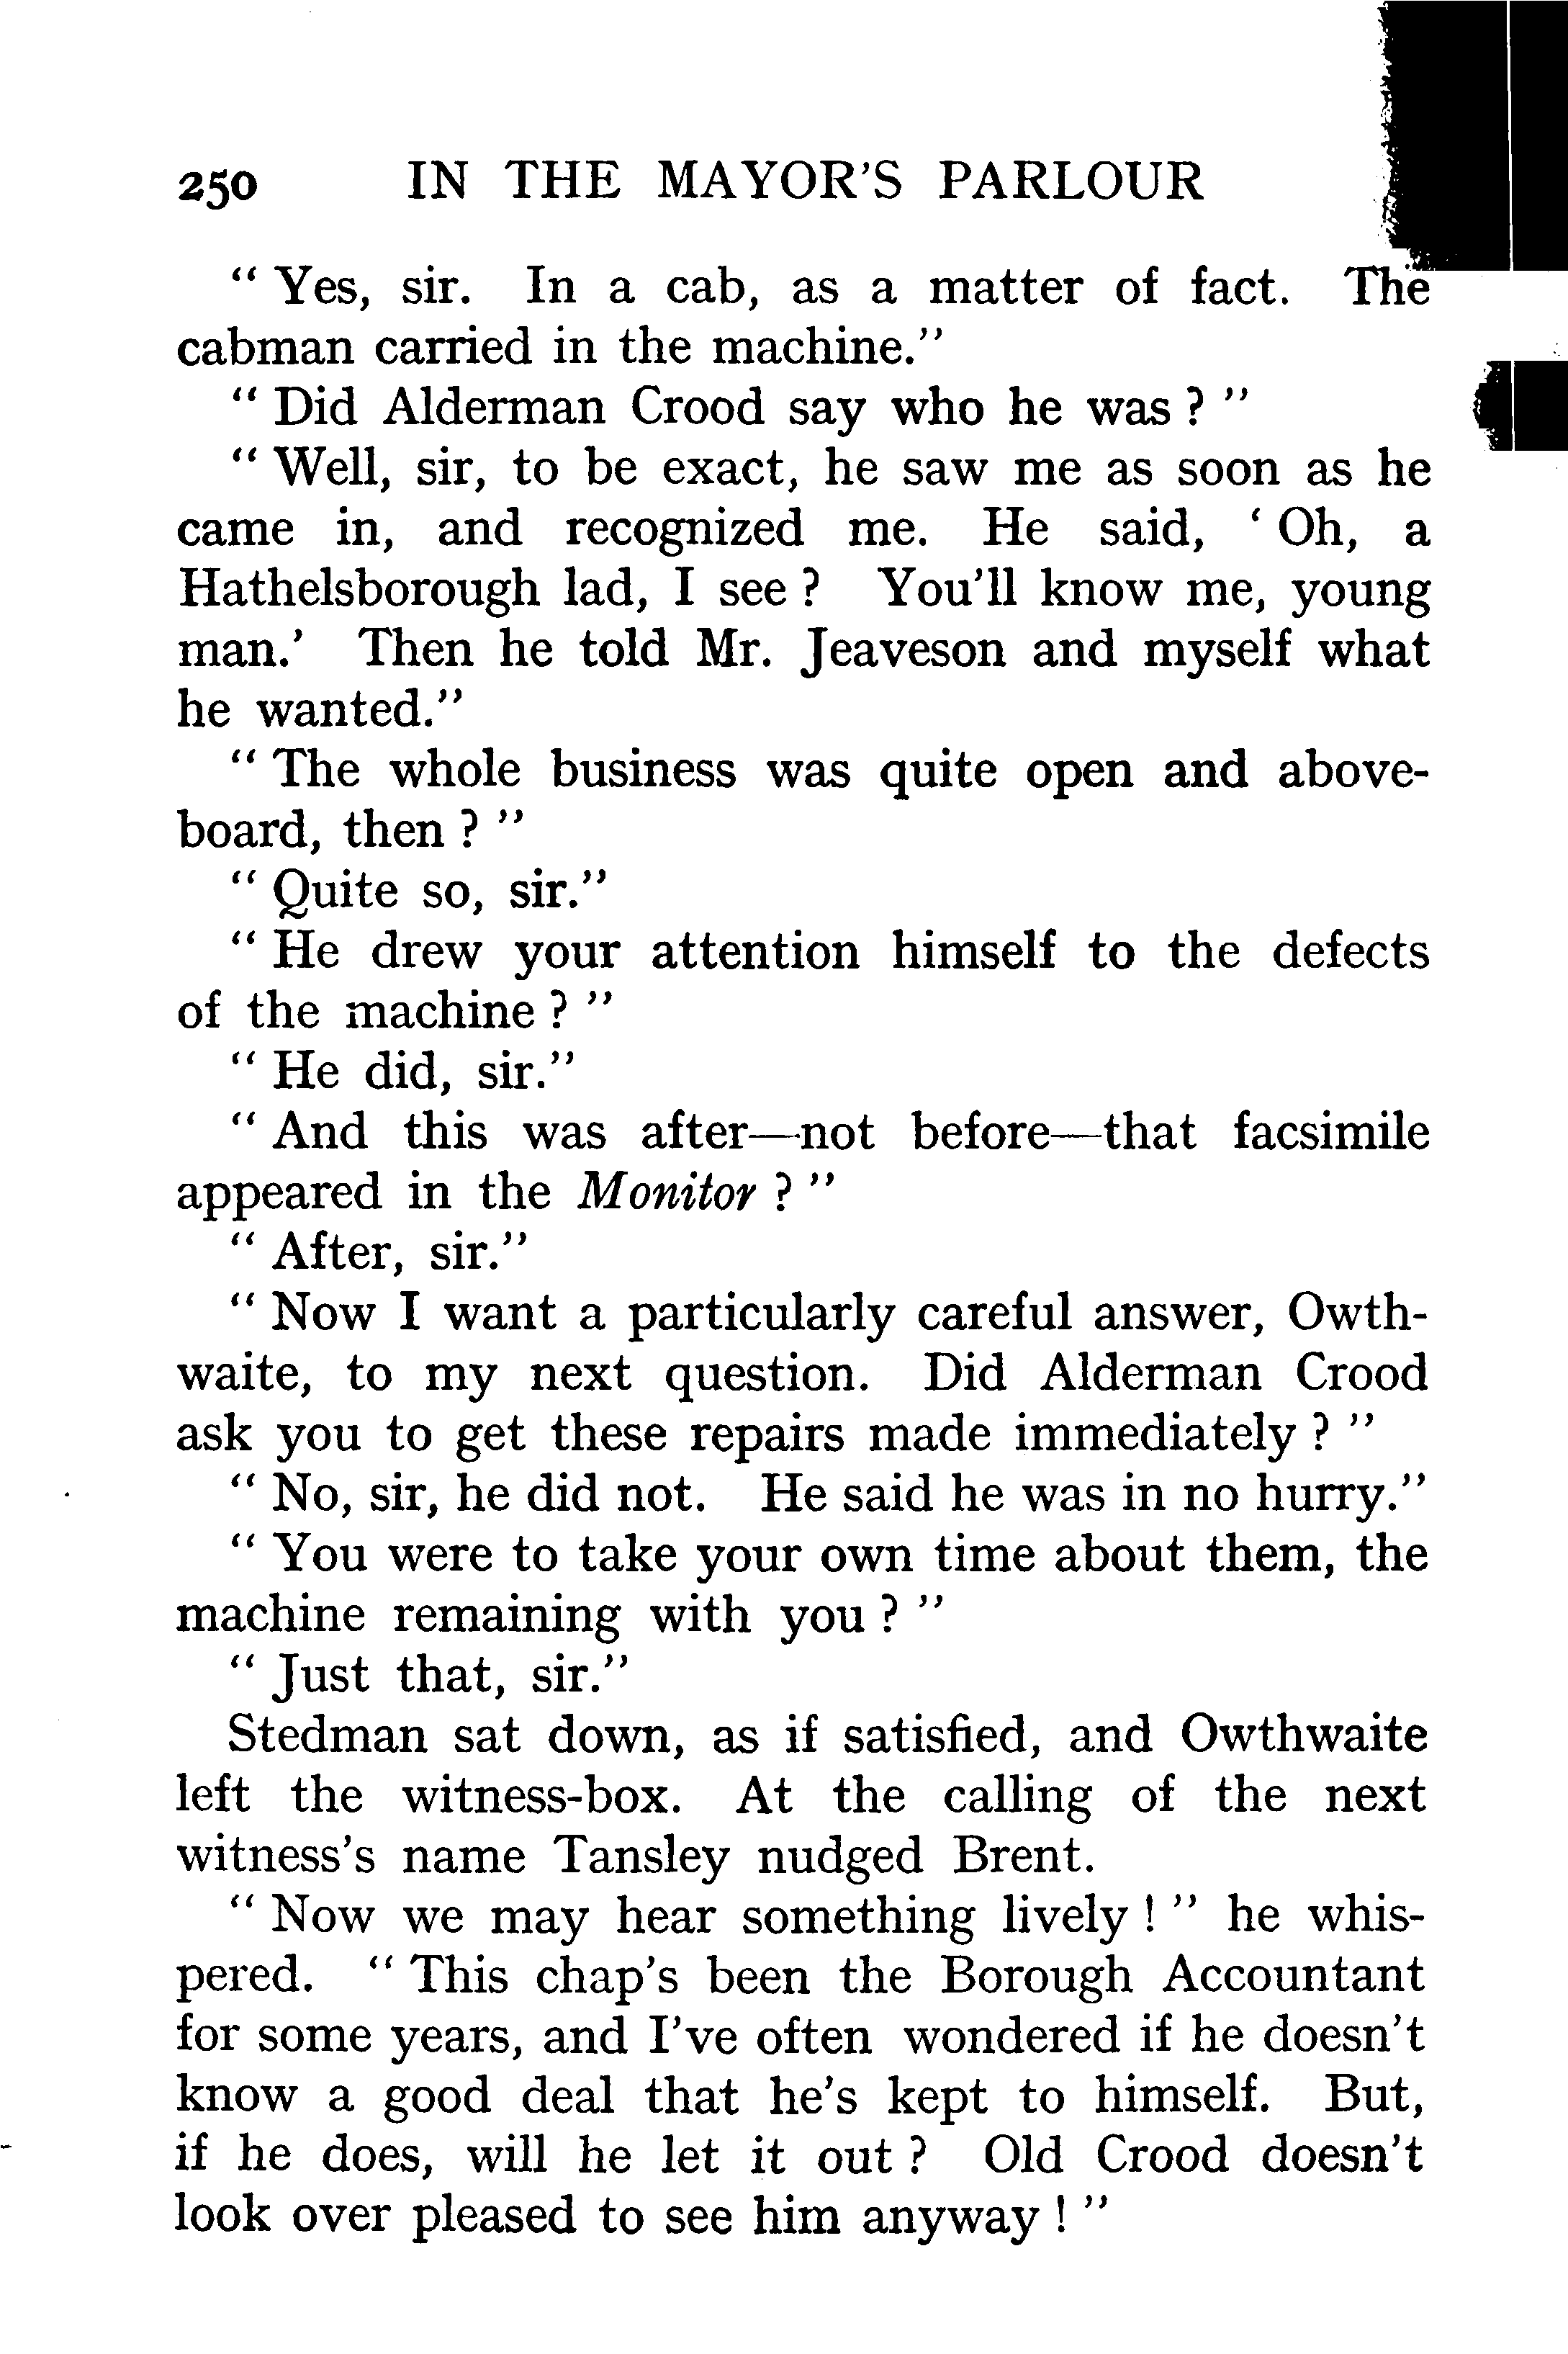 250 IN THE MAYOR'S PARLOUR
“ Yes, sir. In a cab, as a matter of fact. The
cabman carried in the machine.”
“ Did Alderman Crood say who he was ? ”
“ Well, sir, to be exact, he saw me as soon as he
came in, and recognized me. He said, ‘ Oh, a
Hathelsborough lad, I see ? You’ll know me, young
man.’ Then he told Mr. Jeaveson and myself what
he wanted.”
“ The whole business was quite open and above-
board, then ? ”
“ Quite so, sir.”
“ He drew your attention himself to the defects
of the machine ? ”
“ He did, sir.”
“ And this was after—not before—that facsimile
appeared in the Monitor ? ”
“ After, sir.”
“ Now I want a particularly careful answer, Owth-
waite, to my next question. Did Alderman Crood
ask you to get these repairs made immediately ? ”
“ No, sir, he did not. He said he was in no hurry.”
“ You were to take your own time about them, the
machine remaining with you ? ”
“ Just that, sir.”
Stedman sat down, as if satisfied, and Owthwaite
left the witness-box. At the calling of the next
witness’s name Tansley nudged Brent.
“ Now we may hear something lively ! ” he whis-
pered. “ This chap’s been the Borough Accountant
for some years, and I’ve often wondered if he doesn’t
know a good deal that he’s kept to himself. But,
if he does, will he let it out ? Old Crood doesn’t
look over pleased to see him anyway ! ”